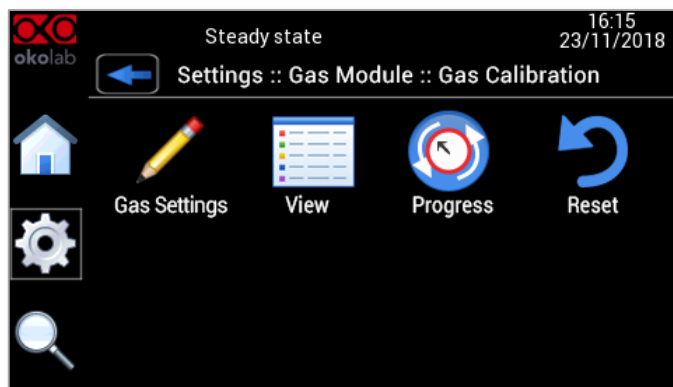 okolab
Steady state
16:15
23/11/2018
Settings :: Gas Module :: Gas Calibration
Gas Settings
View
Progress
Reset